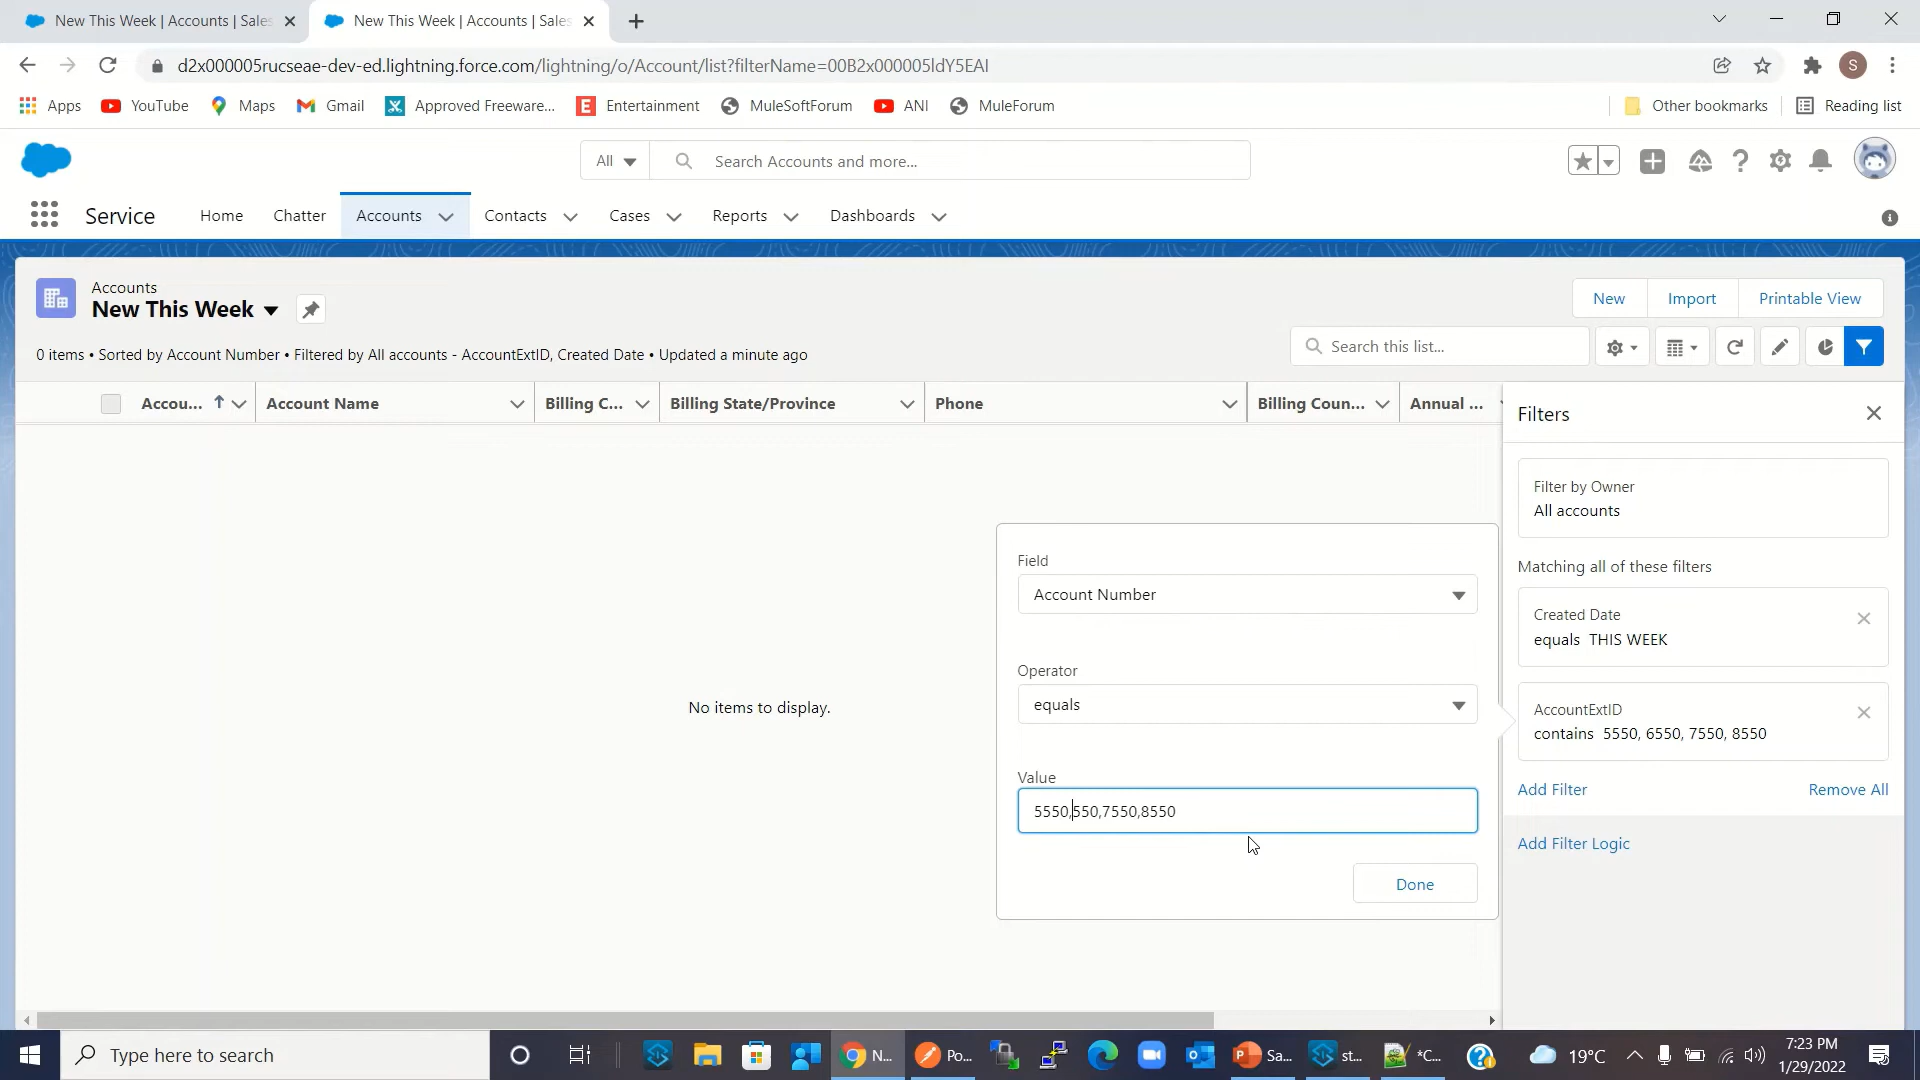 New This Week | Accounts | Sales
New This Week | Accounts | Sales
d2x000005rucseae-dev-ed.lightning.force.com/lightning/o/Account/list?filterName=00B2x000005ldY5EAI
S
Apps
YouTube
Maps
Gmail
Approved Freeware...
Entertainment
MuleSoftForum
ANI
MuleForum
Other bookmarks
Reading list
All
Search Accounts and more...
Service
Home
Chatter
Accounts
Contacts
Cases
Reports
Dashboards
Accounts
New This Week
New
Import
Printable View
0 items • Sorted by Account Number • Filtered by All accounts - AccountExtID, Created Date • Updated a minute ago
Search this list...
Accou...
Account Name
Billing C...
Billing State/Province
Phone
Billing Coun...
Annual ...
No items to display.
Field
Account Number
Operator
equals
Value
5550,550,7550,8550
Done
Filters
Filter by Owner
All accounts
Matching all of these filters
Created Date
equals THIS WEEK
AccountExtID
contains 5550, 6550, 7550, 8550
Add Filter
Remove All
Add Filter Logic
Type here to search
N...
Po...
Sa...
st...
*C...
19°C
7:23 PM
1/29/2022